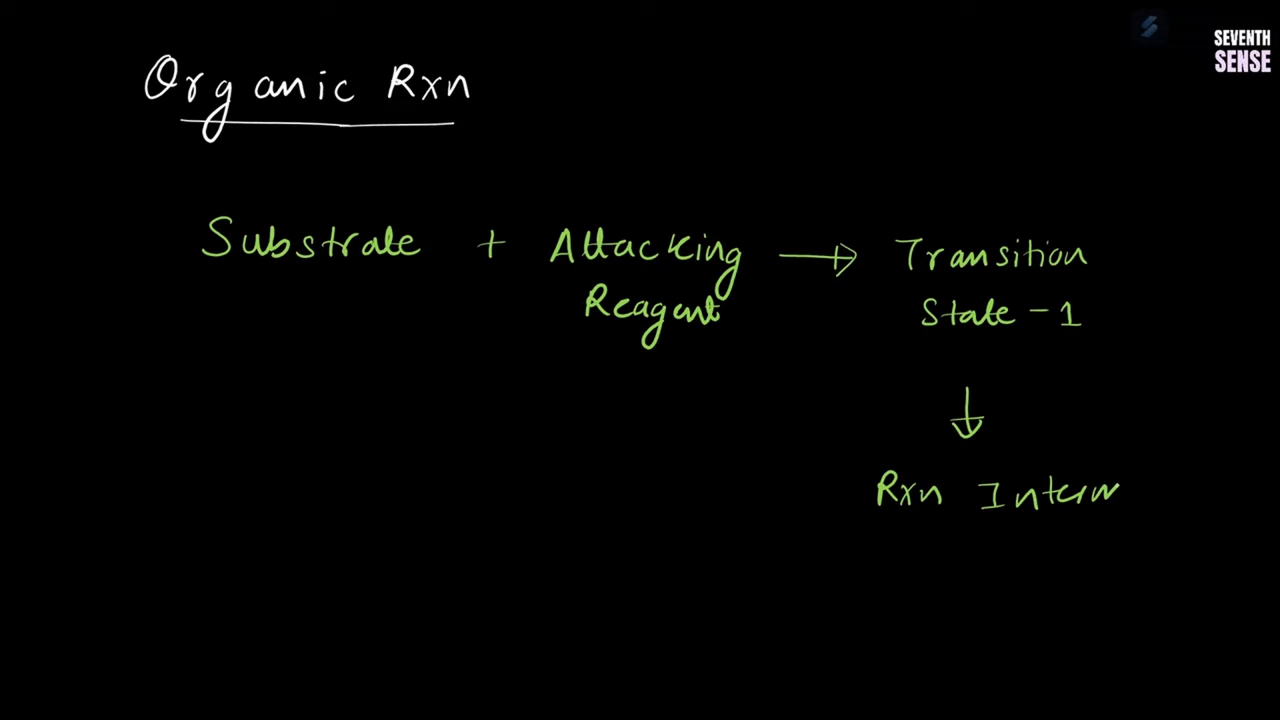 SEVENTH
SENSE
Organic Rxn
Substrate + Attacking → Transition
Reagent State - 1
↓
Rxn Interm